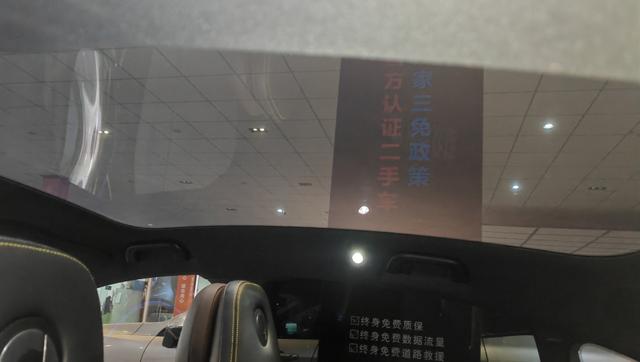 家三免政策
方认证二手车
☑终身免费质保
☑终身免费数据流量
☑终身免费道路救援